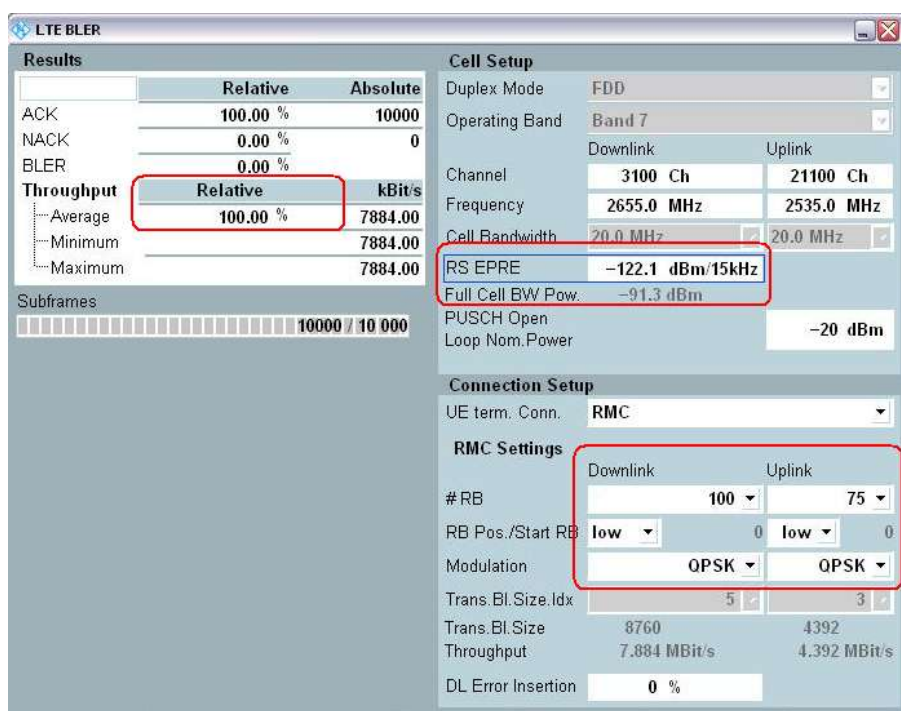 LTE BLER
Results
Relative Absolute
ACK 100.00 % 10000
NACK 0.00 % 0
BLER 0.00 %
Throughput Relative kBit/s
Average 100.00 % 7884.00
Minimum 7884.00
Maximum 7884.00
Subframes
10000 / 10 000
Cell Setup
Duplex Mode FDD
Operating Band Band 7
Downlink Uplink
Channel 3100 Ch 21100 Ch
Frequency 2655.0 MHz 2535.0 MHz
Cell Bandwidth 20.0 MHz 20.0 MHz
RS EPRE −122.1 dBm/15kHz
Full Cell BW Pow. −91.3 dBm
PUSCH Open
Loop Nom.Power −20 dBm
Connection Setup
UE term. Conn. RMC
RMC Settings
Downlink Uplink
# RB 100 75
RB Pos./Start RB low 0 low 0
Modulation QPSK QPSK
Trans.Bl.Size.Idx 5 3
Trans.Bl.Size 8760 4392
Throughput 7.884 MBit/s 4.392 MBit/s
DL Error Insertion 0 %